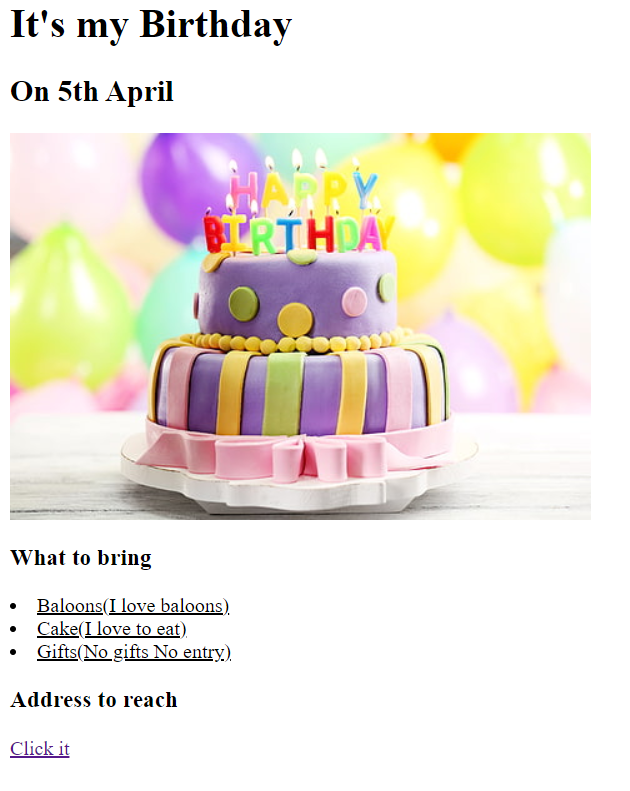 It's my Birthday
On 5th April
HAPPY
BIRTHDAY
What to bring
Baloons(I love baloons)
Cake(I love to eat)
Gifts(No gifts No entry)
Address to reach
Click it